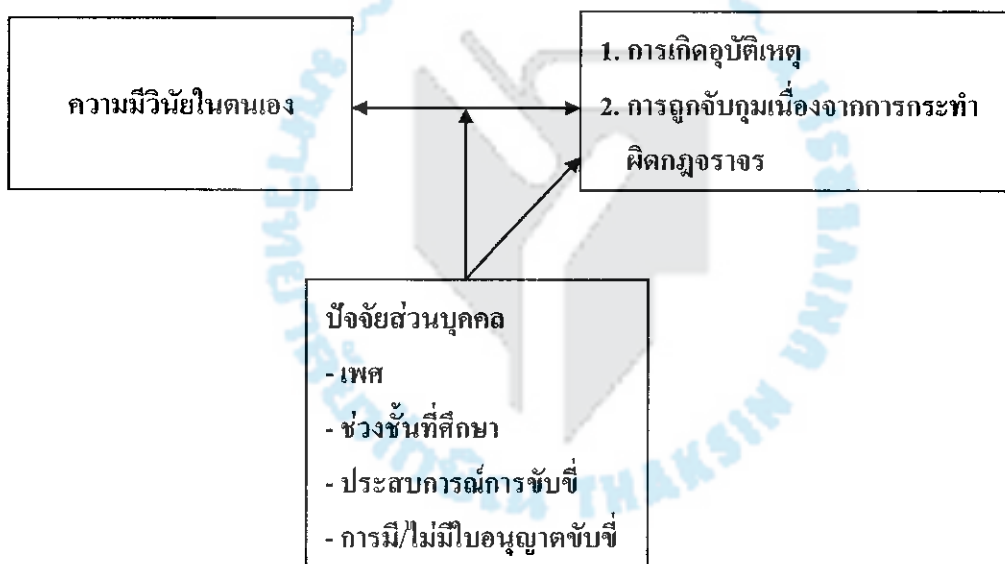 ความมีวินัยในตนเอง
1. การเกิดอุบัติเหตุ
2. การถูกจับกุมเนื่องจากการกระทำ
ผิดกฎจราจร
ปัจจัยส่วนบุคคล
- เพศ
- ช่วงชั้นที่ศึกษา
- ประสบการณ์การขับขี่
- การมี/ไม่มีใบอนุญาตขับขี่